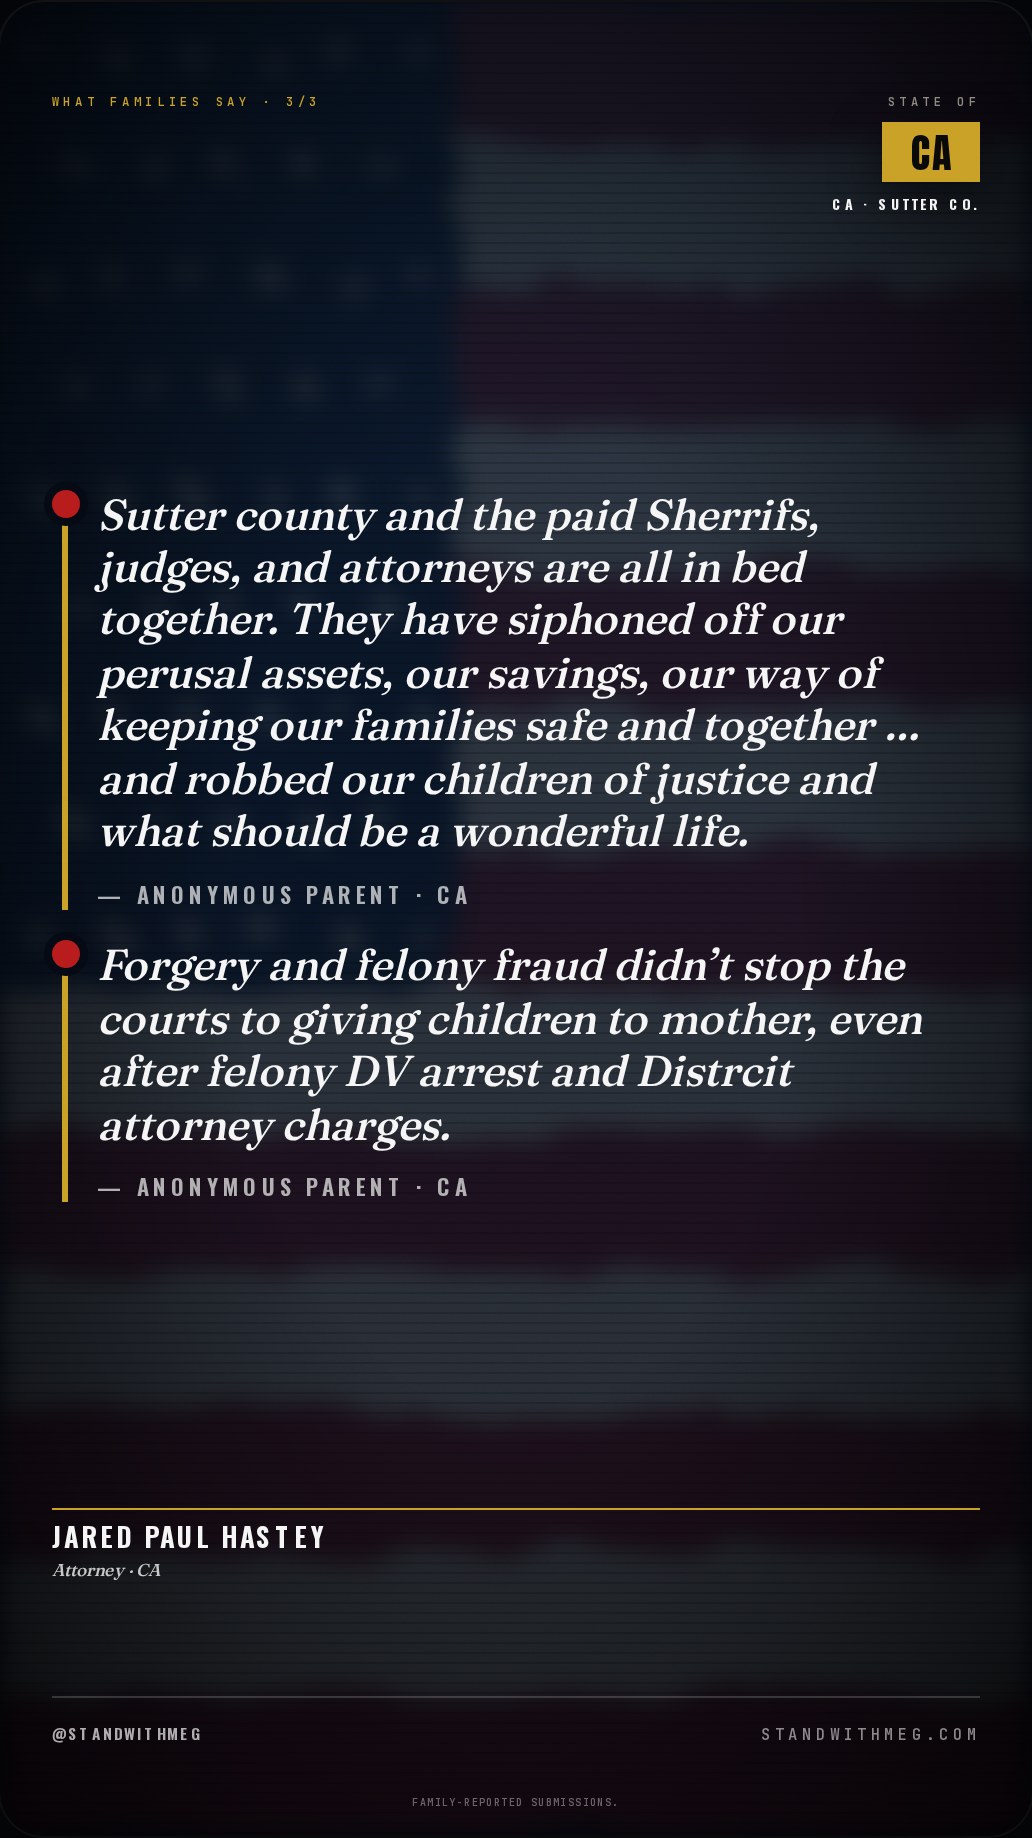 WHAT FAMILIES SAY · 3/3
STATE OF
CA
CA · SUTTER CO.
Sutter county and the paid Sherrifs,
judges, and attorneys are all in bed
together. They have siphoned off our
perusal assets, our savings, our way of
keeping our families safe and together ...
and robbed our children of justice and
what should be a wonderful life.
— ANONYMOUS PARENT · CA
Forgery and felony fraud didn’t stop the
courts to giving children to mother, even
after felony DV arrest and Distrcit
attorney charges.
— ANONYMOUS PARENT · CA
JARED PAUL HASTEY
Attorney · CA
@STANDWITHMEG
STANDWITHMEG.COM
FAMILY-REPORTED SUBMISSIONS.